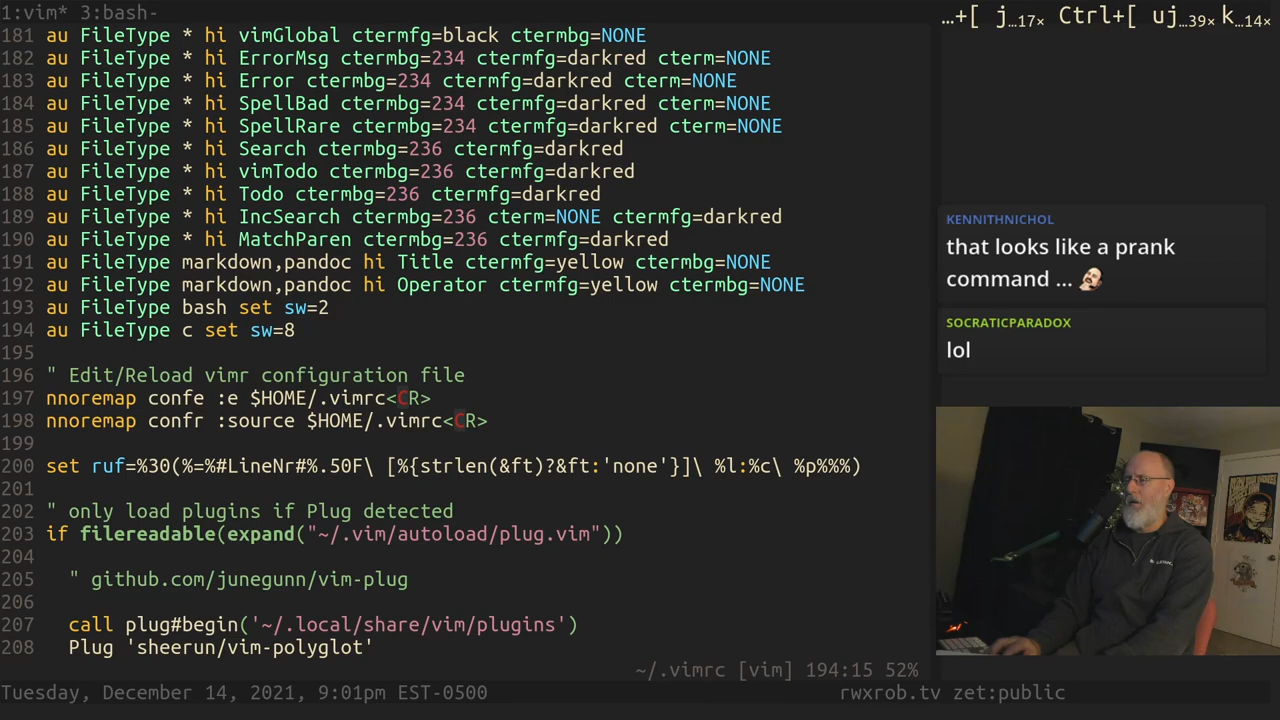 1:vim* 3:bash-
…+[ j…17× Ctrl+[ uj…39× k…14×
181 au FileType * hi vimGlobal ctermfg=black ctermbg=NONE
182 au FileType * hi ErrorMsg ctermbg=234 ctermfg=darkred cterm=NONE
183 au FileType * hi Error ctermbg=234 ctermfg=darkred cterm=NONE
184 au FileType * hi SpellBad ctermbg=234 ctermfg=darkred cterm=NONE
185 au FileType * hi SpellRare ctermbg=234 ctermfg=darkred cterm=NONE
186 au FileType * hi Search ctermbg=236 ctermfg=darkred
187 au FileType * hi vimTodo ctermbg=236 ctermfg=darkred
188 au FileType * hi Todo ctermbg=236 ctermfg=darkred
189 au FileType * hi IncSearch ctermbg=236 cterm=NONE ctermfg=darkred
190 au FileType * hi MatchParen ctermbg=236 ctermfg=darkred
191 au FileType markdown,pandoc hi Title ctermfg=yellow ctermbg=NONE
192 au FileType markdown,pandoc hi Operator ctermfg=yellow ctermbg=NONE
193 au FileType bash set sw=2
194 au FileType c set sw=8
195
196 " Edit/Reload vimr configuration file
197 nnoremap confe :e $HOME/.vimrc<CR>
198 nnoremap confr :source $HOME/.vimrc<CR>
199
200 set ruf=%30(%=%#LineNr#%.50F\ [%{strlen(&ft)?&ft:'none'}]\ %l:%c\ %p%%%)
201
202 " only load plugins if Plug detected
203 if filereadable(expand("~/.vim/autoload/plug.vim"))
204
205 " github.com/junegunn/vim-plug
206
207 call plug#begin('~/.local/share/vim/plugins')
208 Plug 'sheerun/vim-polyglot'
~/.vimrc [vim] 194:15 52%
Tuesday, December 14, 2021, 9:01pm EST-0500
rwxrob.tv zet:public
KENNITHNICHOL
that looks like a prank
command ...
SOCRATICPARADOX
lol